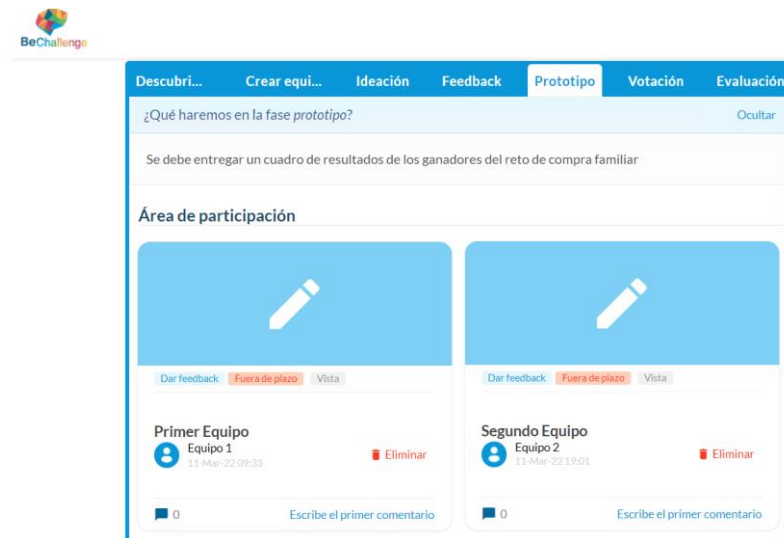 BeChallenge
Descubri... Crear equi... Ideación Feedback Prototipo Votación Evaluación
¿Qué haremos en la fase prototipo? Ocultar
Se debe entregar un cuadro de resultados de los ganadores del reto de compra familiar
Área de participación
Dar feedback Fuera de plazo Vista
Primer Equipo
Equipo 1
11-Mar-22 09:33
Eliminar
0 Escribe el primer comentario
Dar feedback Fuera de plazo Vista
Segundo Equipo
Equipo 2
11-Mar-22 19:01
Eliminar
0 Escribe el primer comentario